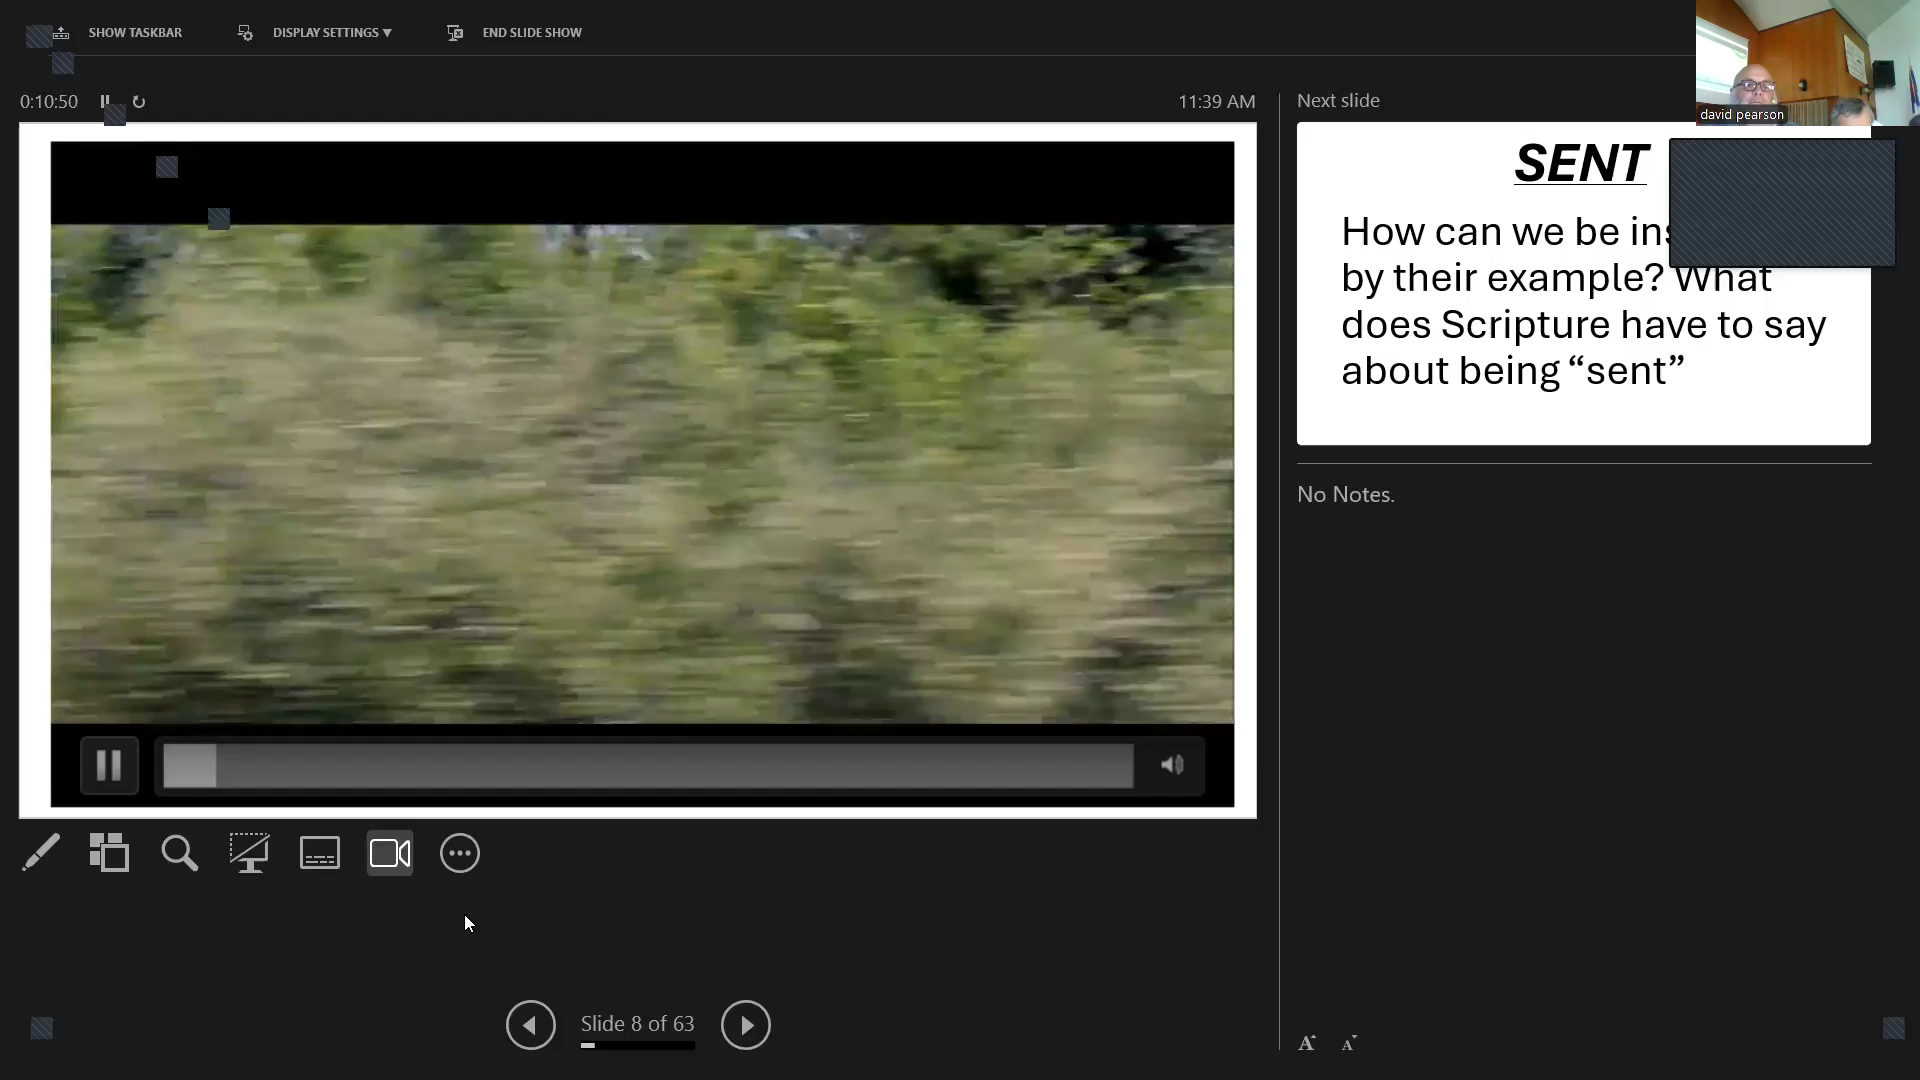 SHOW TASKBAR
DISPLAY SETTINGS ▼
END SLIDE SHOW
0:10:50
11:39 AM
Next slide
david pearson
SENT
How can we be ins
by their example? What
does Scripture have to say
about being “sent”
No Notes.
Slide 8 of 63
A
A